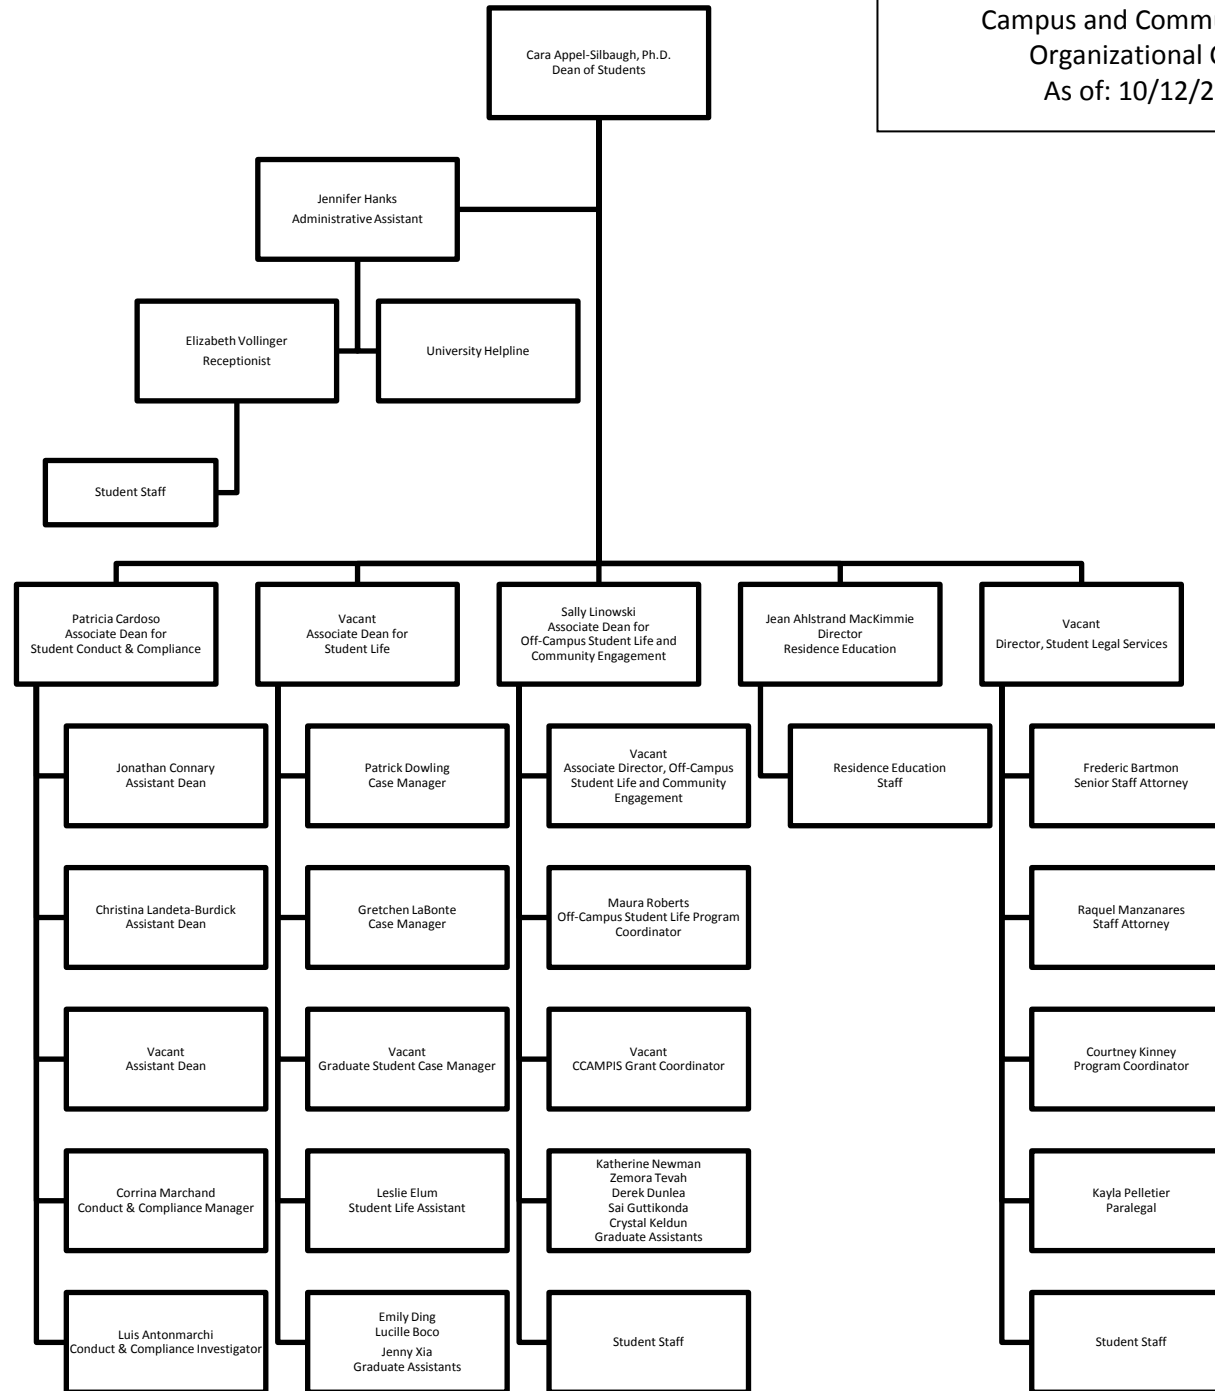 Campus and Comm
Organizational
As of: 10/12/2
Cara Appel-Silbaugh, Ph.D.
Dean of Students
Jennifer Hanks
Administrative Assistant
Elizabeth Vollinger
Receptionist
University Helpline
Student Staff
Patricia Cardoso
Associate Dean for
Student Conduct & Compliance
Vacant
Associate Dean for
Student Life
Sally Linowski
Associate Dean for
Off-Campus Student Life and
Community Engagement
Jean Ahlstrand MacKimmie
Director
Residence Education
Vacant
Director, Student Legal Services
Jonathan Connary
Assistant Dean
Patrick Dowling
Case Manager
Vacant
Associate Director, Off-Campus
Student Life and Community
Engagement
Residence Education
Staff
Frederic Bartmon
Senior Staff Attorney
Christina Landeta-Burdick
Assistant Dean
Gretchen LaBonte
Case Manager
Maura Roberts
Off-Campus Student Life Program
Coordinator
Raquel Manzanares
Staff Attorney
Vacant
Assistant Dean
Vacant
Graduate Student Case Manager
Vacant
CCAMPIS Grant Coordinator
Courtney Kinney
Program Coordinator
Corrina Marchand
Conduct & Compliance Manager
Leslie Elum
Student Life Assistant
Katherine Newman
Zemora Tevah
Derek Dunlea
Sai Guttikonda
Crystal Keldun
Graduate Assistants
Kayla Pelletier
Paralegal
Luis Antonmarchi
Conduct & Compliance Investigator
Emily Ding
Lucille Boco
Jenny Xia
Graduate Assistants
Student Staff
Student Staff